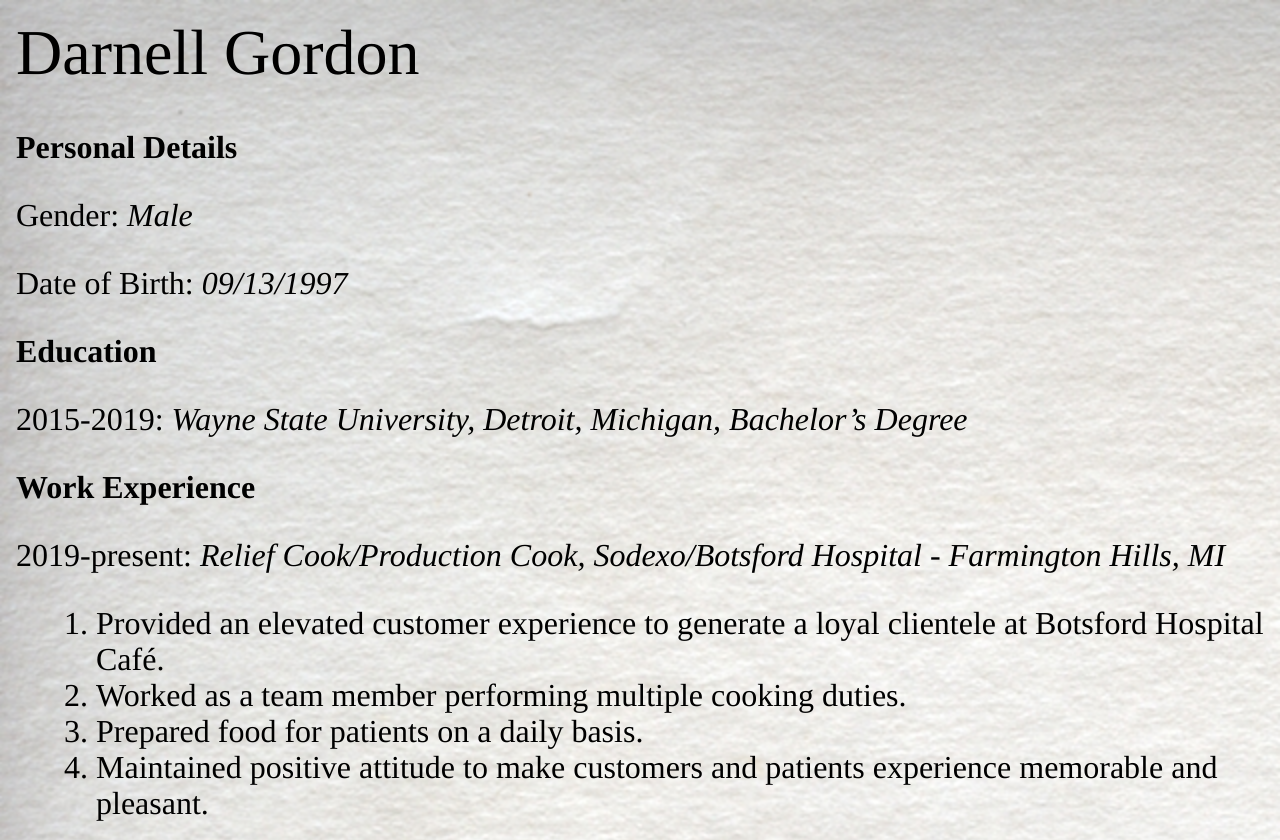 Darnell Gordon
Personal Details
Gender: Male
Date of Birth: 09/13/1997
Education
2015-2019: Wayne State University, Detroit, Michigan, Bachelor’s Degree
Work Experience
2019-present: Relief Cook/Production Cook, Sodexo/Botsford Hospital - Farmington Hills, MI
1. Provided an elevated customer experience to generate a loyal clientele at Botsford Hospital
Café.
2. Worked as a team member performing multiple cooking duties.
3. Prepared food for patients on a daily basis.
4. Maintained positive attitude to make customers and patients experience memorable and
pleasant.